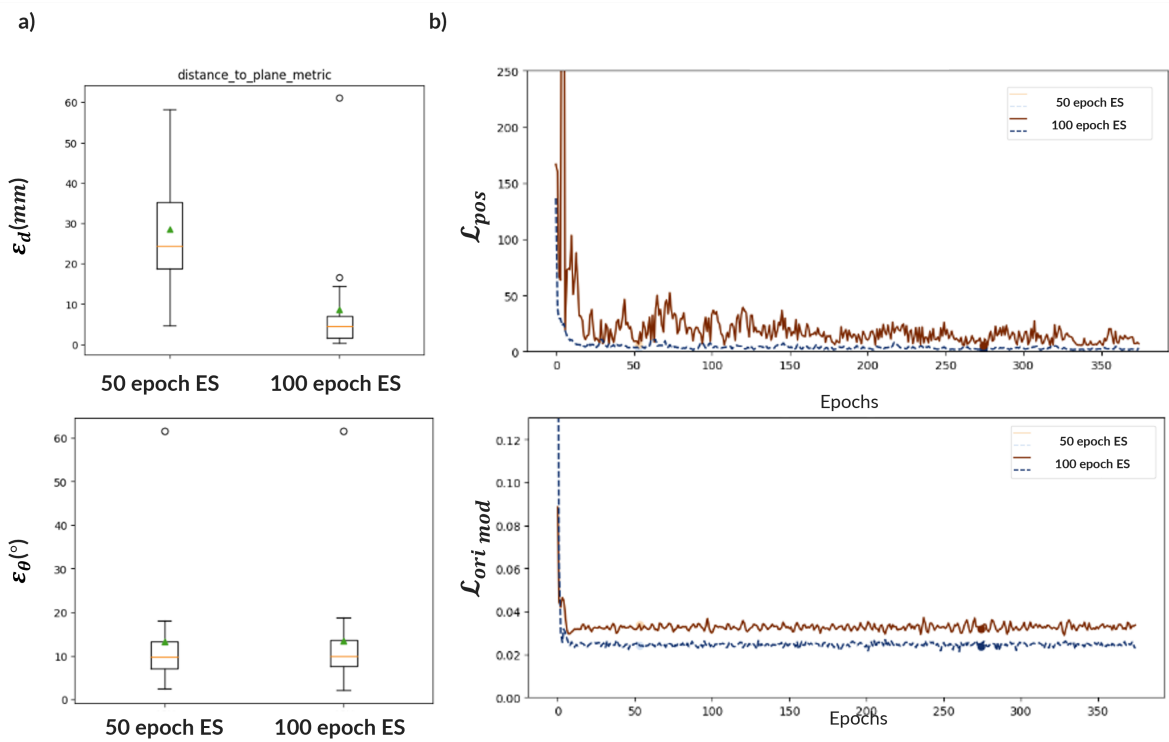 a)
b)
distance_to_plane_metric
ε_d(mm)
60
50
40
30
20
10
0
50 epoch ES
100 epoch ES
ℒ_pos
250
200
150
100
50
0
50 epoch ES
100 epoch ES
0
50
100
150
200
250
300
350
Epochs
ε_θ(°)
60
50
40
30
20
10
0
50 epoch ES
100 epoch ES
ℒ_ori mod
0.12
0.10
0.08
0.06
0.04
0.02
0.00
50 epoch ES
100 epoch ES
0
50
100
150
200
250
300
350
Epochs